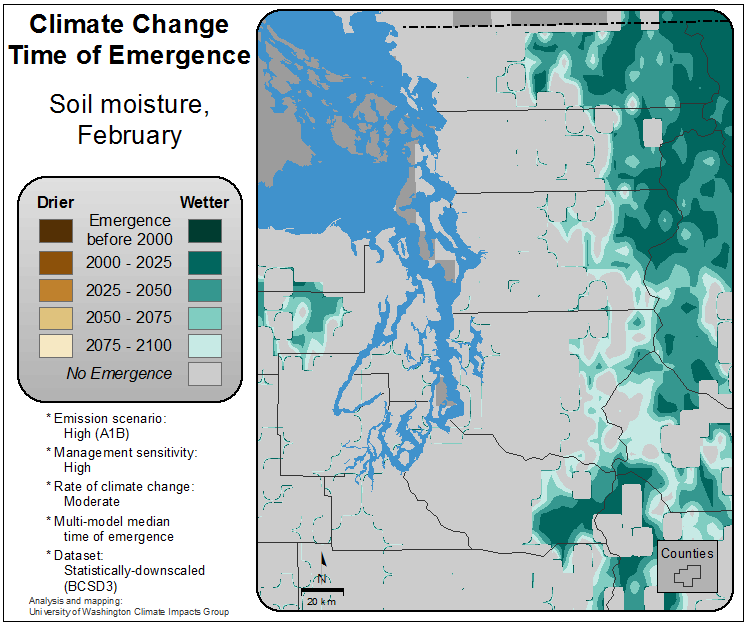 Climate Change
Time of Emergence
Soil moisture,
February
Drier Wetter
Emergence
before 2000
2000 - 2025
2025 - 2050
2050 - 2075
2075 - 2100
No Emergence
* Emission scenario:
High (A1B)
* Management sensitivity:
High
* Rate of climate change:
Moderate
* Multi-model median
time of emergence
* Dataset:
Statistically-downscaled
(BCSD3)
Analysis and mapping:
University of Washington Climate Impacts Group
N
20 km
Counties